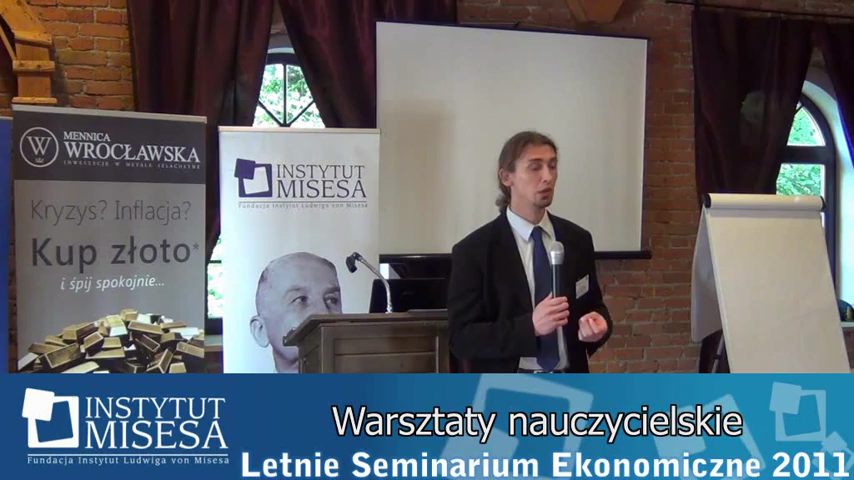 W
MENNICA
WROCŁAWSKA
INWESTYCJE W METALE SZLACHETNE
Kryzys? Inflacja?
Kup złoto*
i śpij spokojnie...
INSTYTUT
MISESA
Fundacja Instytut Ludwiga von Misesa
INSTYTUT
MISESA
Fundacja Instytut Ludwiga von Misesa
Warsztaty nauczycielskie
Letnie Seminarium Ekonomiczne 2011